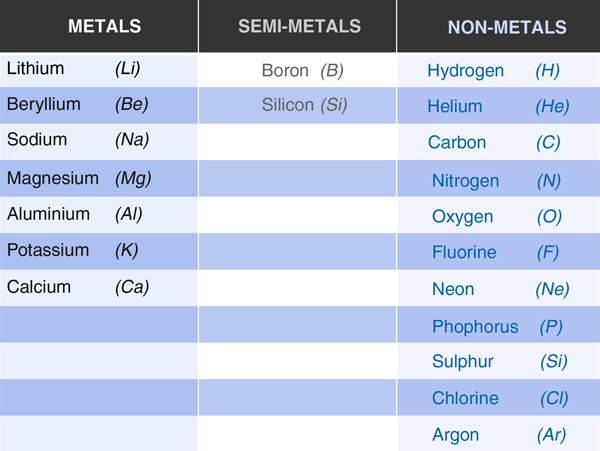 METALS SEMI-METALS NON-METALS
Lithium (Li) Boron (B) Hydrogen (H)
Beryllium (Be) Silicon (Si) Helium (He)
Sodium (Na) Carbon (C)
Magnesium (Mg) Nitrogen (N)
Aluminium (Al) Oxygen (O)
Potassium (K) Fluorine (F)
Calcium (Ca) Neon (Ne)
Phophorus (P)
Sulphur (Si)
Chlorine (Cl)
Argon (Ar)